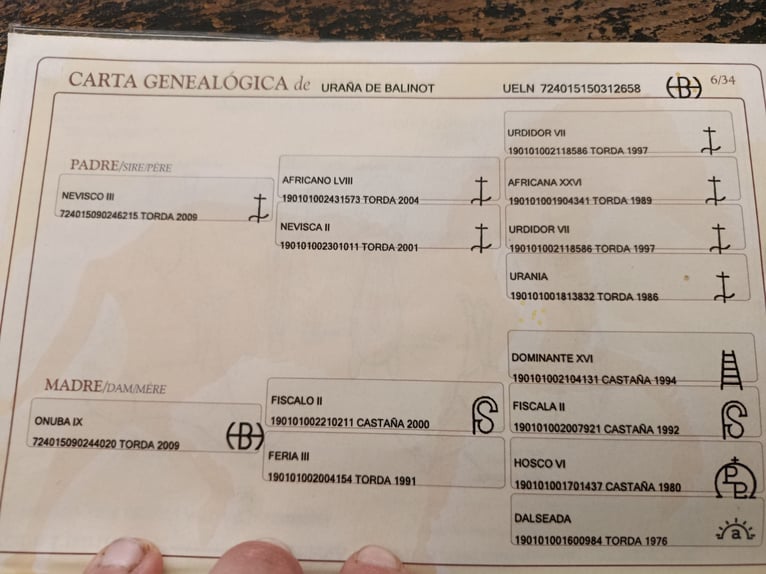 CARTA GENEALÓGICA de URAÑA DE BALINOT UELN 724015150312658 (B) 6/34
PADRE/SIRE/PÈRE
NEVISCO III
724015090246215 TORDA 2009
AFRICANO LVIII
190101002431573 TORDA 2004
NEVISCA II
190101002301011 TORDA 2001
URDIDOR VII
190101002118586 TORDA 1997
AFRICANA XXVI
190101001904341 TORDA 1989
URDIDOR VII
190101002118586 TORDA 1997
URANIA
190101001813832 TORDA 1986
MADRE/DAM/MÈRE
ONUBA IX
724015090244020 TORDA 2009 (B)
FISCALO II
190101002210211 CASTAÑA 2000 FS
FERIA III
190101002004154 TORDA 1991
DOMINANTE XVI
190101002104131 CASTAÑA 1994
FISCALA II
190101002007921 CASTAÑA 1992 FS
HOSCO VI
190101001701437 CASTAÑA 1980 PP
DALSEADA
190101001600984 TORDA 1976 a